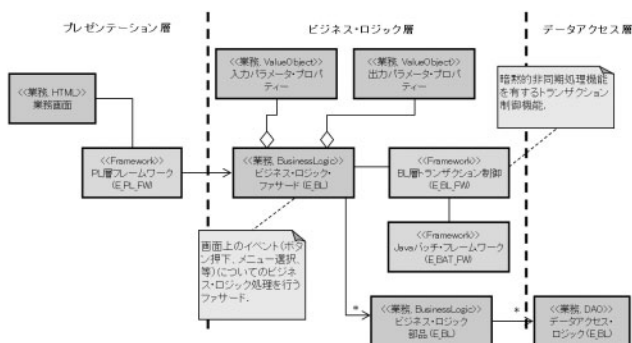 プレゼンテーション層
ビジネス・ロジック層
データアクセス層
<<業務, ValueObject>>
入力パラメータ・プロパ
ティー
<<業務, ValueObject>>
出力パラメータ・プロパ
ティー
暗黙的非同期処理機能
を有するトランザクション
制御機能.
<<業務, HTML>>
業務画面
<<Framework>>
PL層フレームワーク
(E_PL_FW)
<<業務, BusinessLogic>>
ビジネス・ロジック・
ファサード(E_BL)
<<Framework>>
BL層トランザクション制御
(E_BL_FW)
<<Framework>>
Javaバッチ・フレームワーク
(E_BAT_FW)
画面上のイベント(ボタ
ン押下、メニュー選択、
等)についてのビジネ
ス・ロジック処理を行う
ファサード.
*
<<業務, BusinessLogic>>
ビジネス・ロジック
部品(E_BL)
*
<<業務, DAO>>
データアクセス・
ロジック(E_BL)